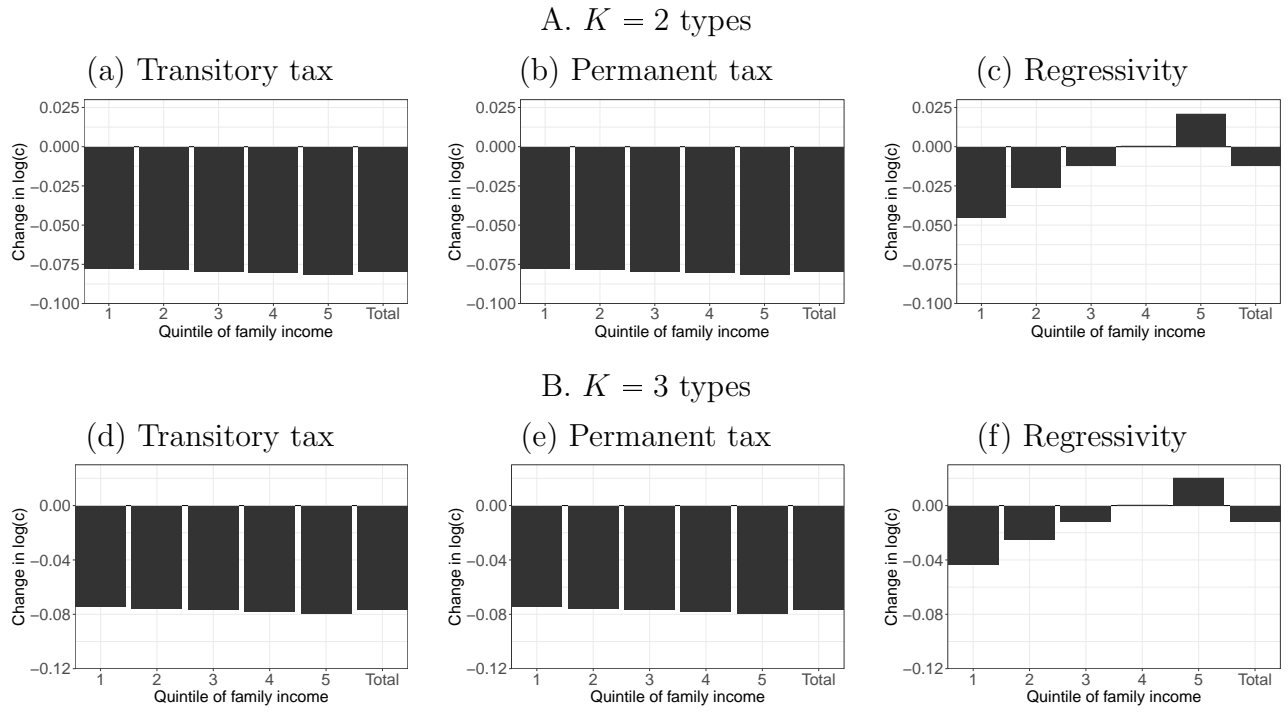 A. K = 2 types
(a) Transitory tax
(b) Permanent tax
(c) Regressivity
Change in log(c)
0.025
0.000
−0.025
−0.050
−0.075
−0.100
1 2 3 4 5 Total
Quintile of family income
Change in log(c)
0.025
0.000
−0.025
−0.050
−0.075
−0.100
1 2 3 4 5 Total
Quintile of family income
Change in log(c)
0.025
0.000
−0.025
−0.050
−0.075
−0.100
1 2 3 4 5 Total
Quintile of family income
B. K = 3 types
(d) Transitory tax
(e) Permanent tax
(f) Regressivity
Change in log(c)
0.00
−0.04
−0.08
−0.12
1 2 3 4 5 Total
Quintile of family income
Change in log(c)
0.00
−0.04
−0.08
−0.12
1 2 3 4 5 Total
Quintile of family income
Change in log(c)
0.00
−0.04
−0.08
−0.12
1 2 3 4 5 Total
Quintile of family income